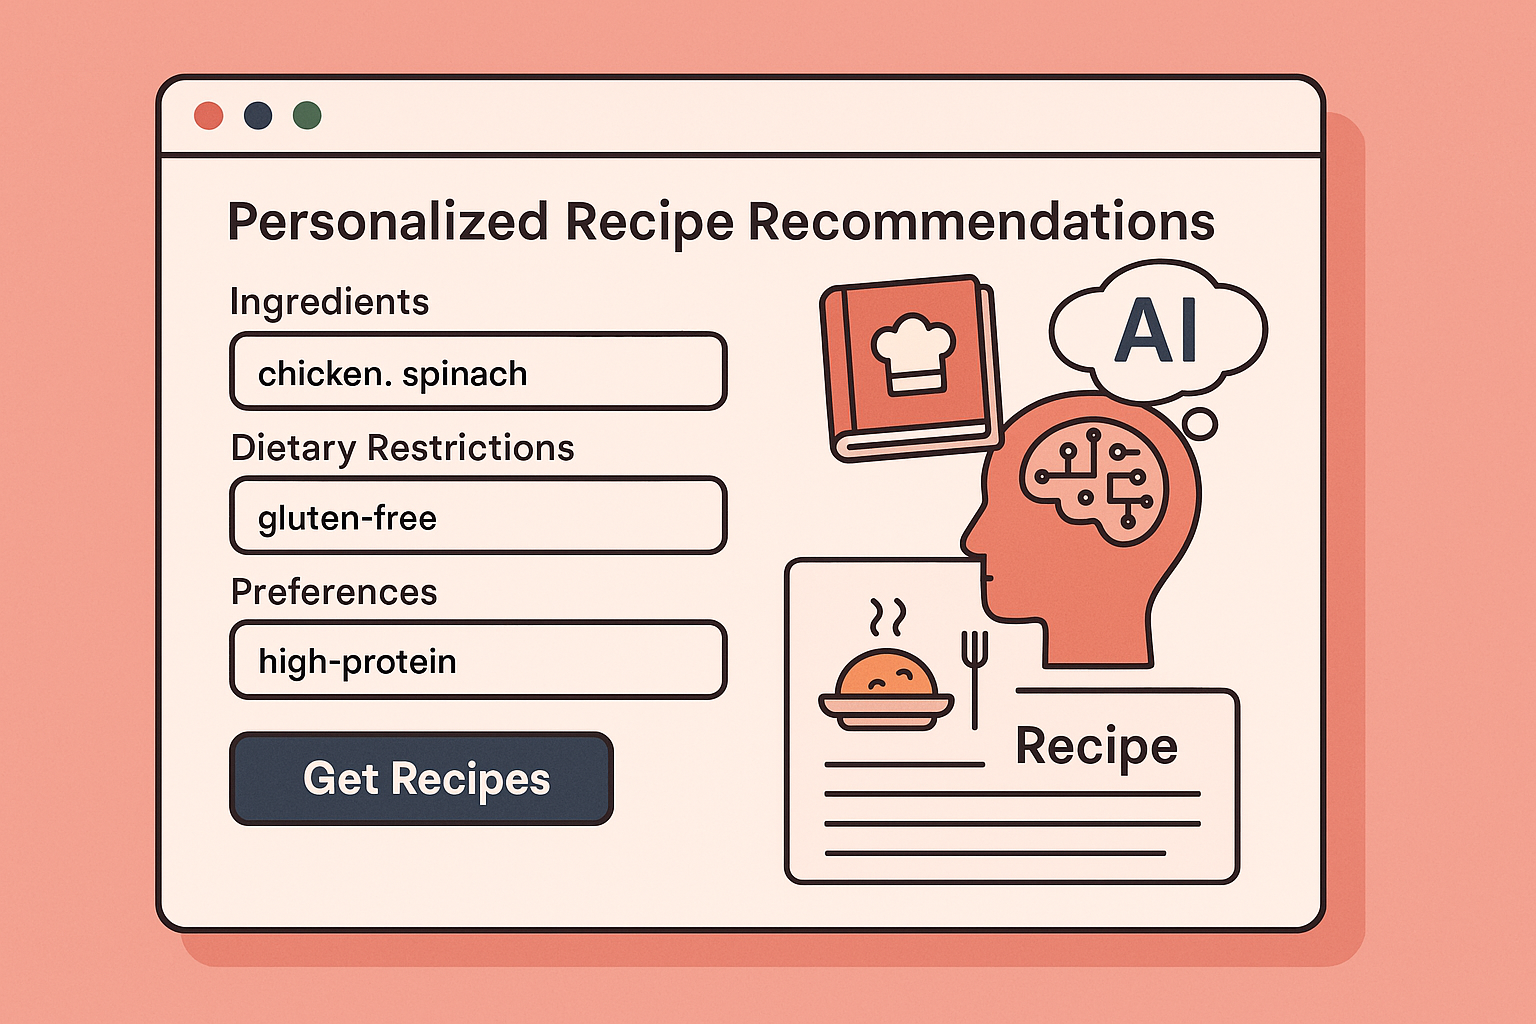 Personalized Recipe Recommendations
Ingredients
chicken. spinach
Dietary Restrictions
gluten-free
Preferences
high-protein
Get Recipes
AI
Recipe